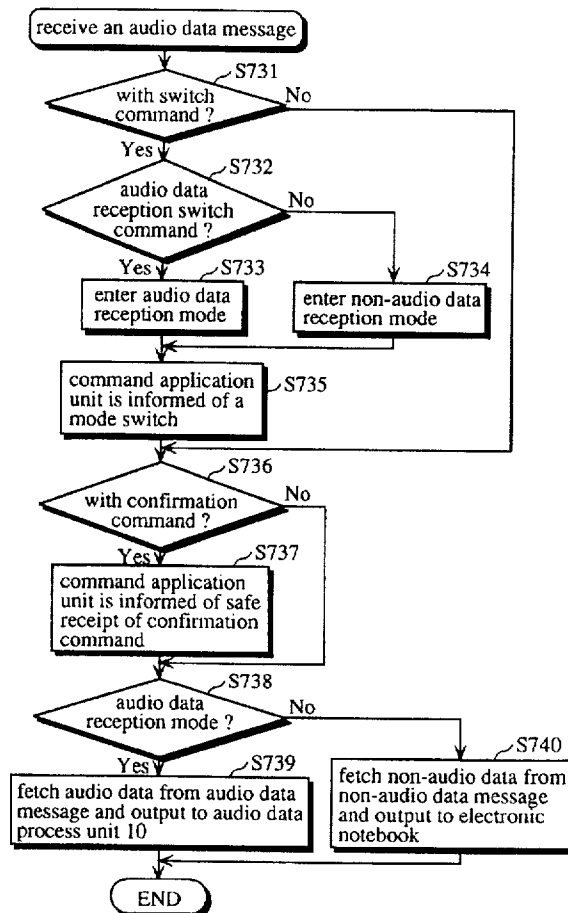 receive an audio data message
S731
with switch
command ?
No
Yes
S732
audio data
reception switch
command ?
No
Yes
S733
S734
enter audio data
reception mode
enter non-audio data
reception mode
command application
unit is informed of a
mode switch
S735
S736
with confirmation
command ?
No
Yes
S737
command application
unit is informed of safe
receipt of confirmation
command
S738
audio data
reception mode ?
No
Yes
S739
S740
fetch audio data from audio data
message and output to audio data
process unit 10
fetch non-audio data from
non-audio data message
and output to electronic
notebook
END